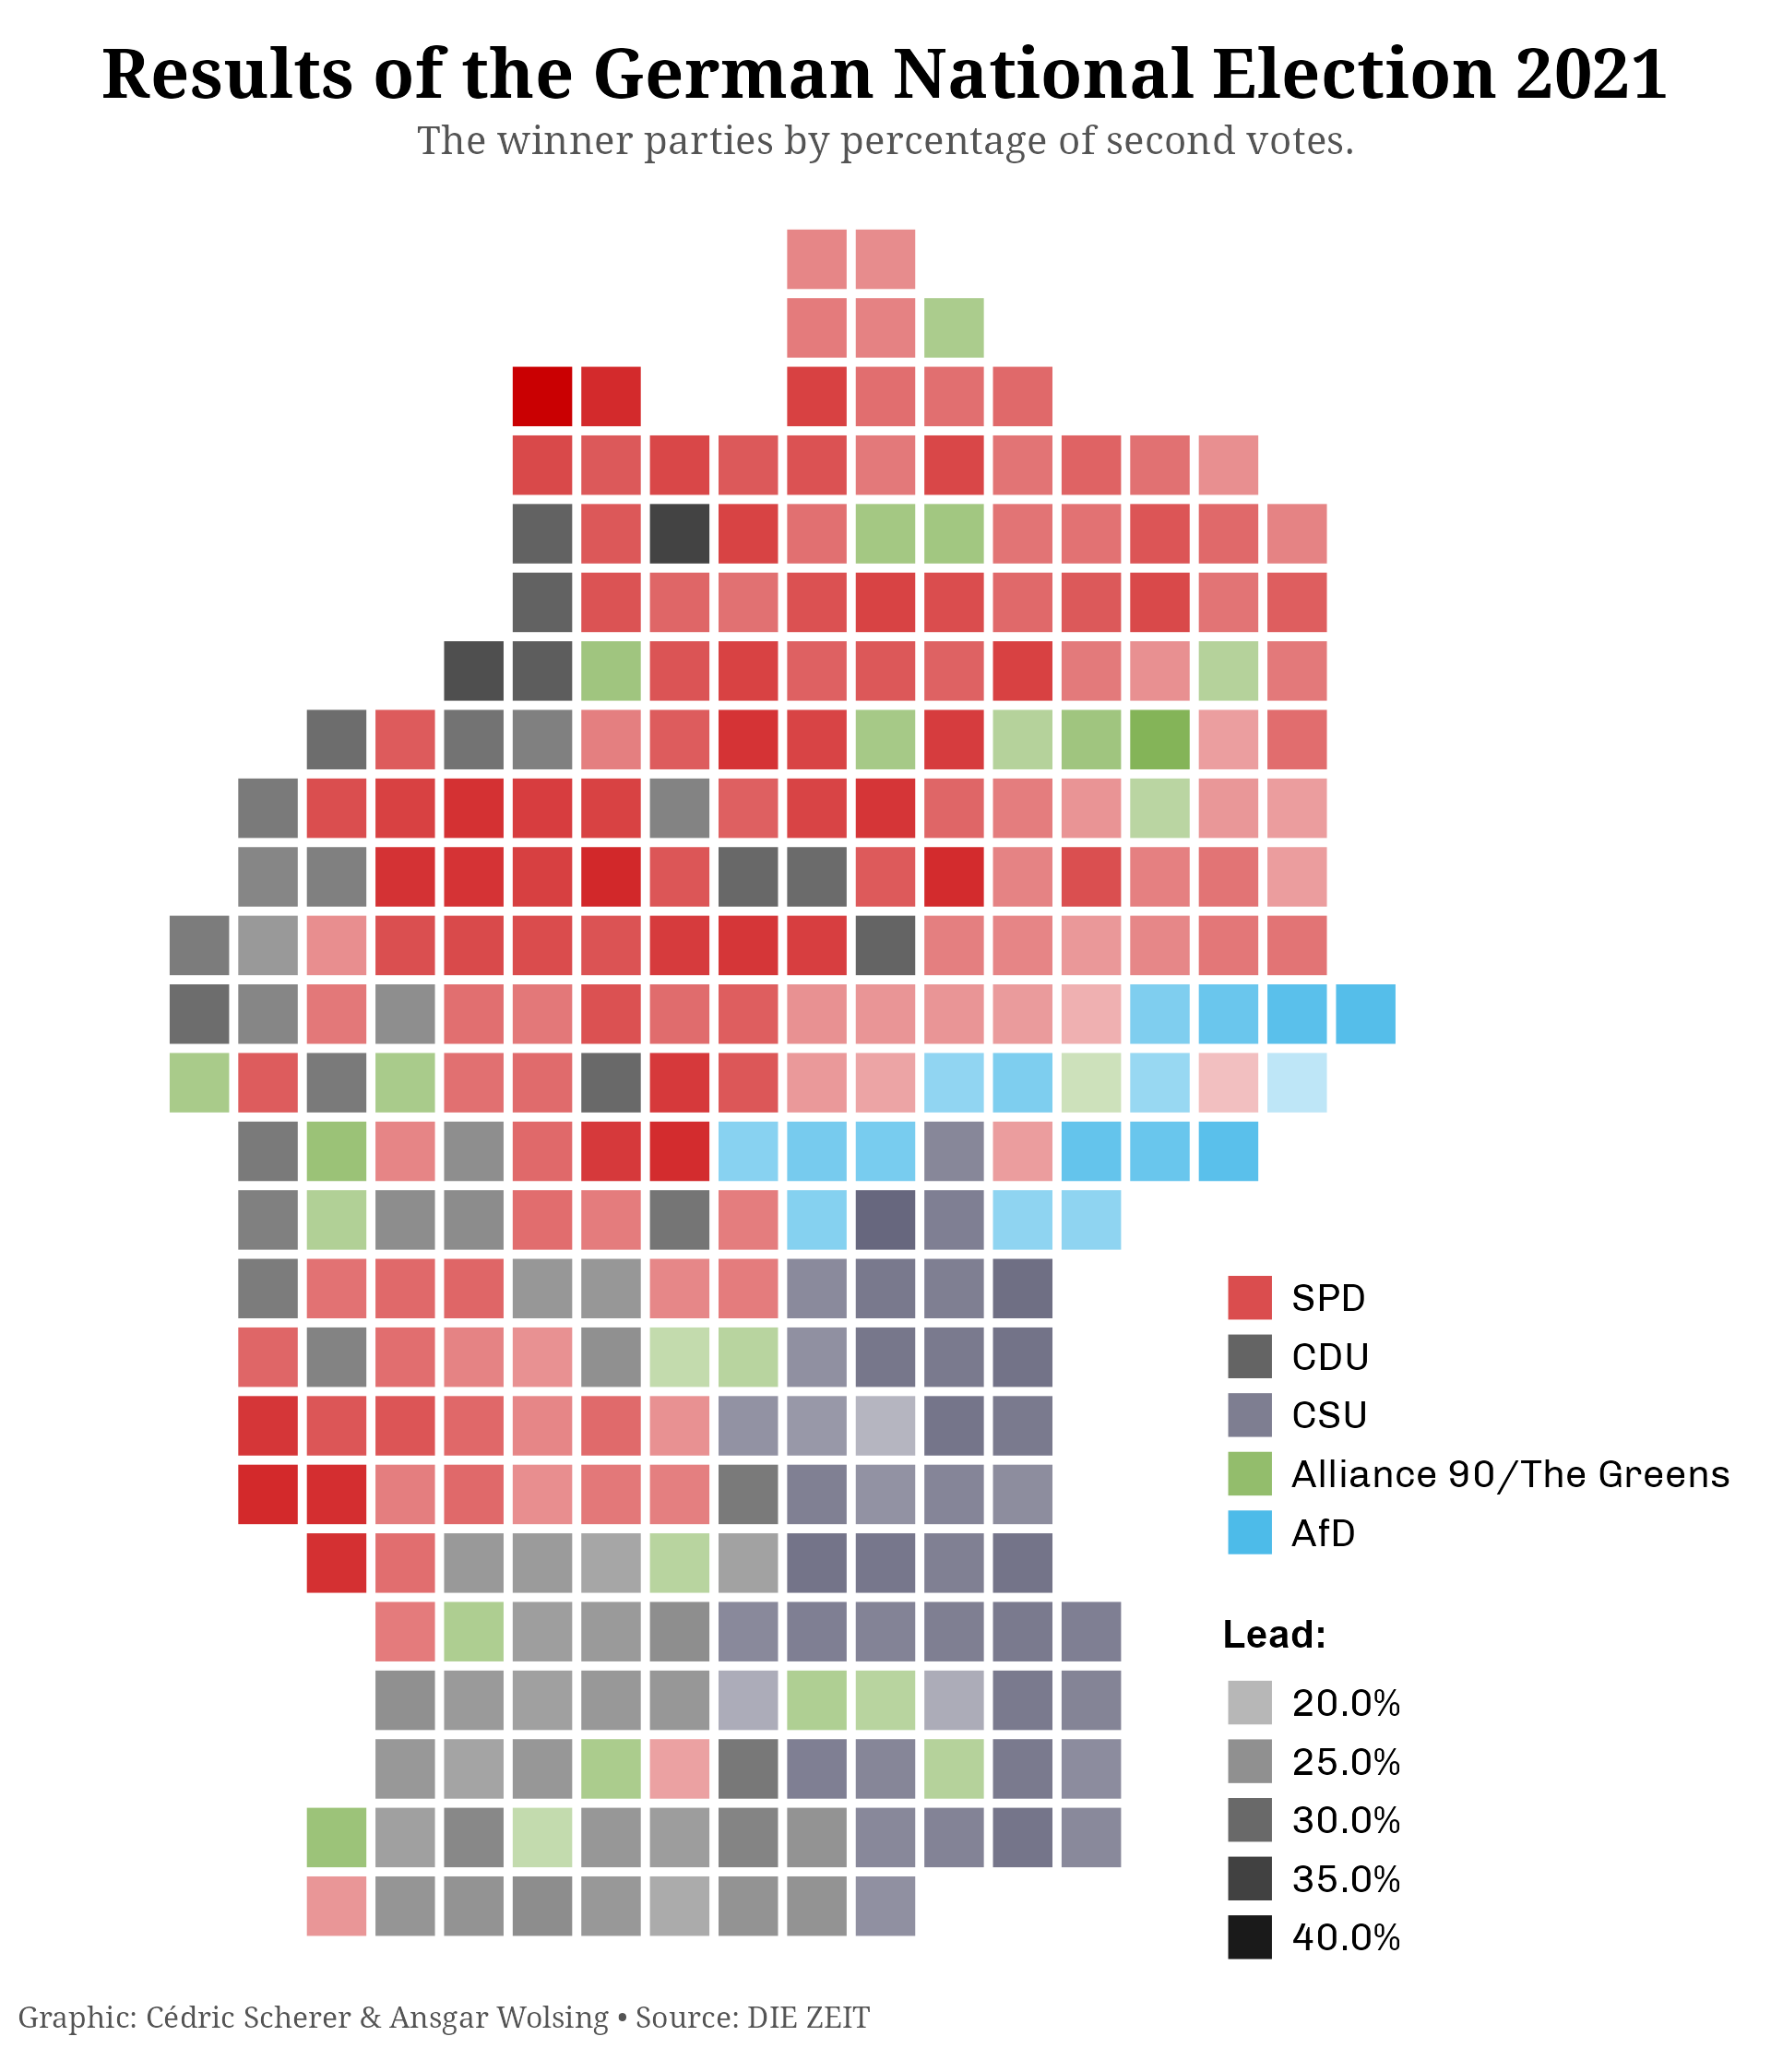 Results of the German National Election 2021
The winner parties by percentage of second votes.
SPD
CDU
CSU
Alliance 90/The Greens
AfD
Lead:
20.0%
25.0%
30.0%
35.0%
40.0%
Graphic: Cédric Scherer & Ansgar Wolsing • Source: DIE ZEIT